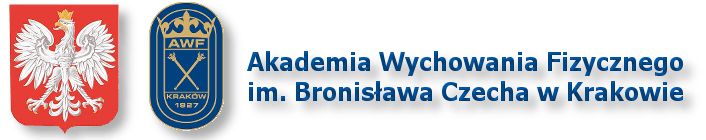 AWF
KRAKÓW
1927
Akademia Wychowania Fizycznego
im. Bronisława Czecha w Krakowie